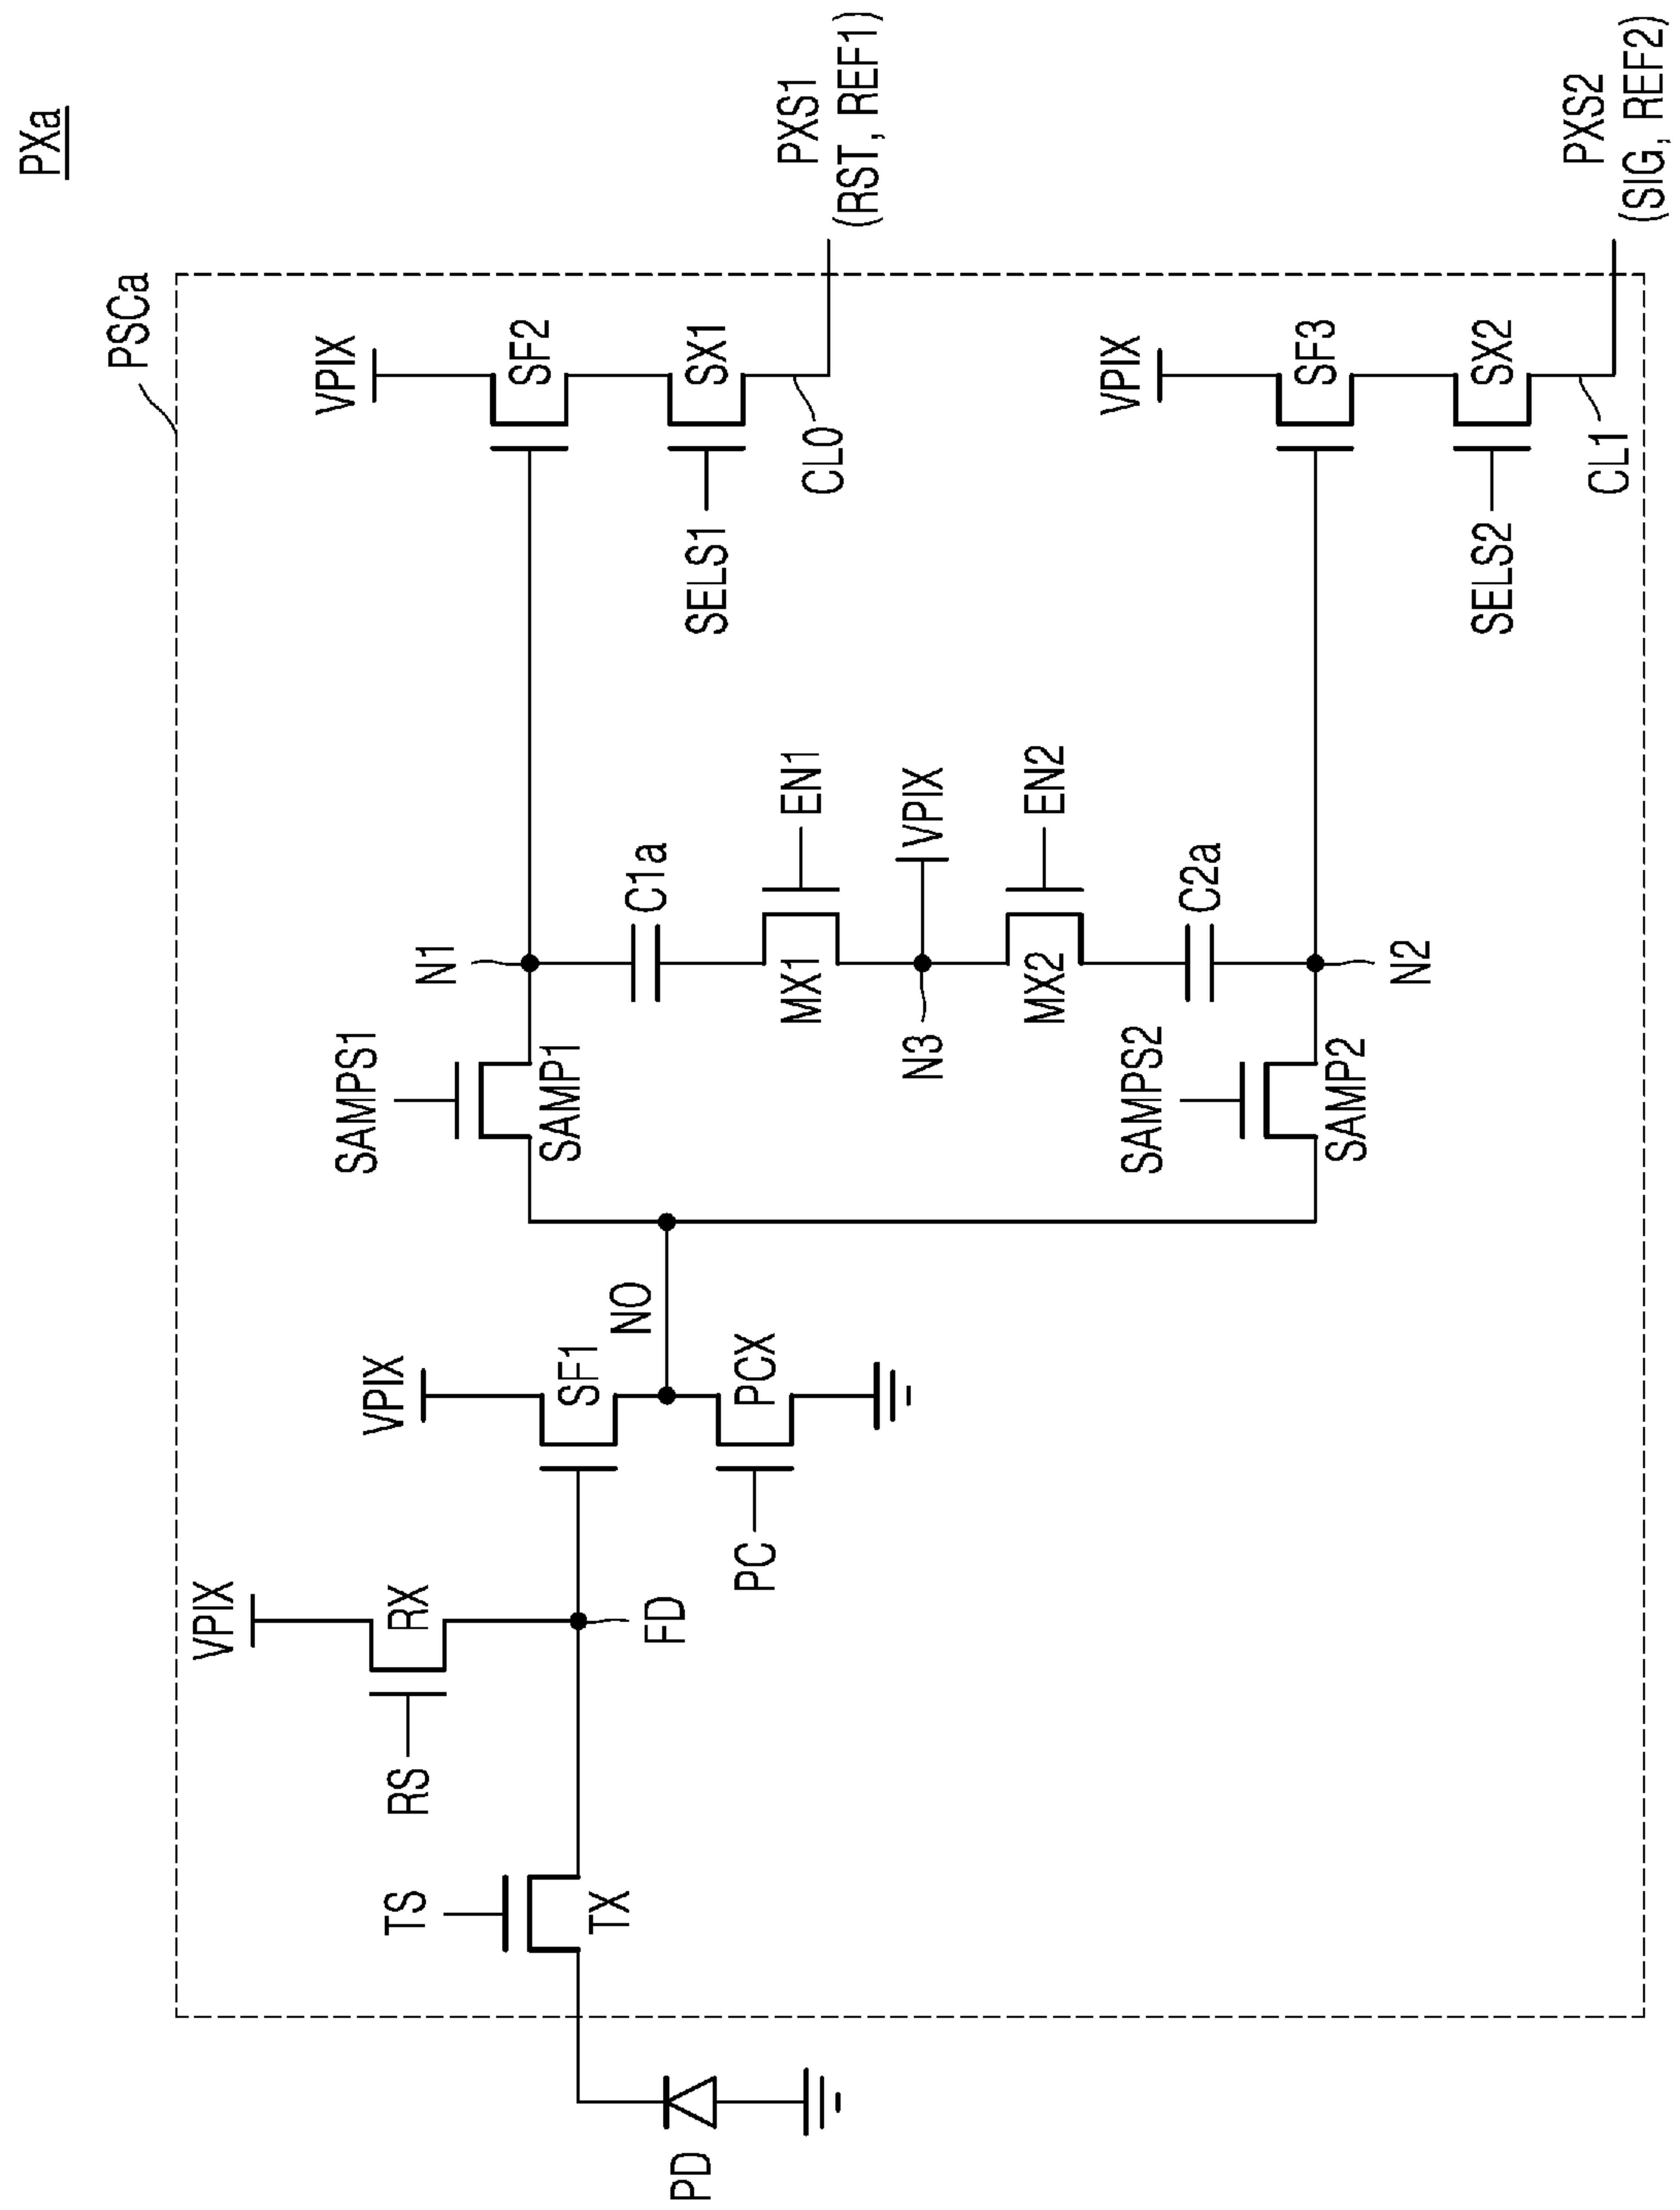 PXa
PSCa
VPIX
SF2
SX1
SELS1
CL0
PXS1
(RST, REF1)
VPIX
SF3
SX2
SELS2
CL1
PXS2
(SIG, REF2)
N1
C1a
EN1
MX1
VPIX
N3
EN2
MX2
C2a
N2
SAMPS1
SAMP1
SAMPS2
SAMP2
VPIX
SF1
NO
PCX
PC
VPIX
RX
RS
FD
TS
TX
PD